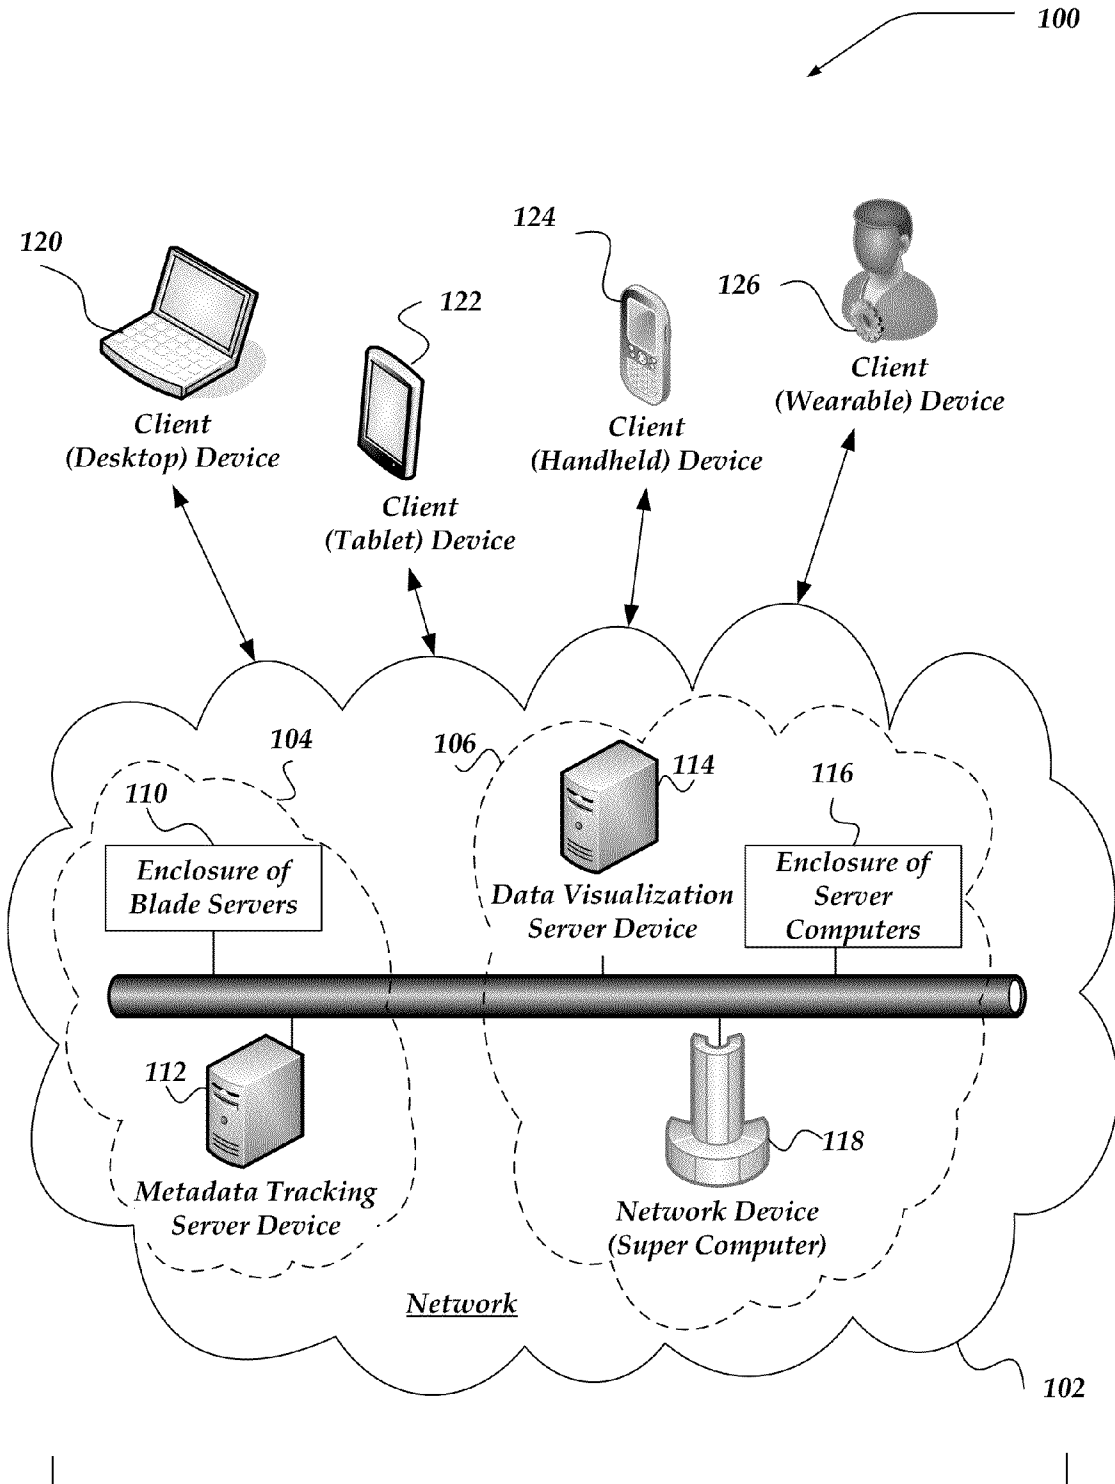 100
120
122
124
126
Client
(Desktop) Device
Client
(Tablet) Device
Client
(Handheld) Device
Client
(Wearable) Device
104
106
110
114
116
Enclosure of
Blade Servers
Data Visualization
Server Device
Enclosure of
Server
Computers
112
118
Metadata Tracking
Server Device
Network Device
(Super Computer)
Network
102